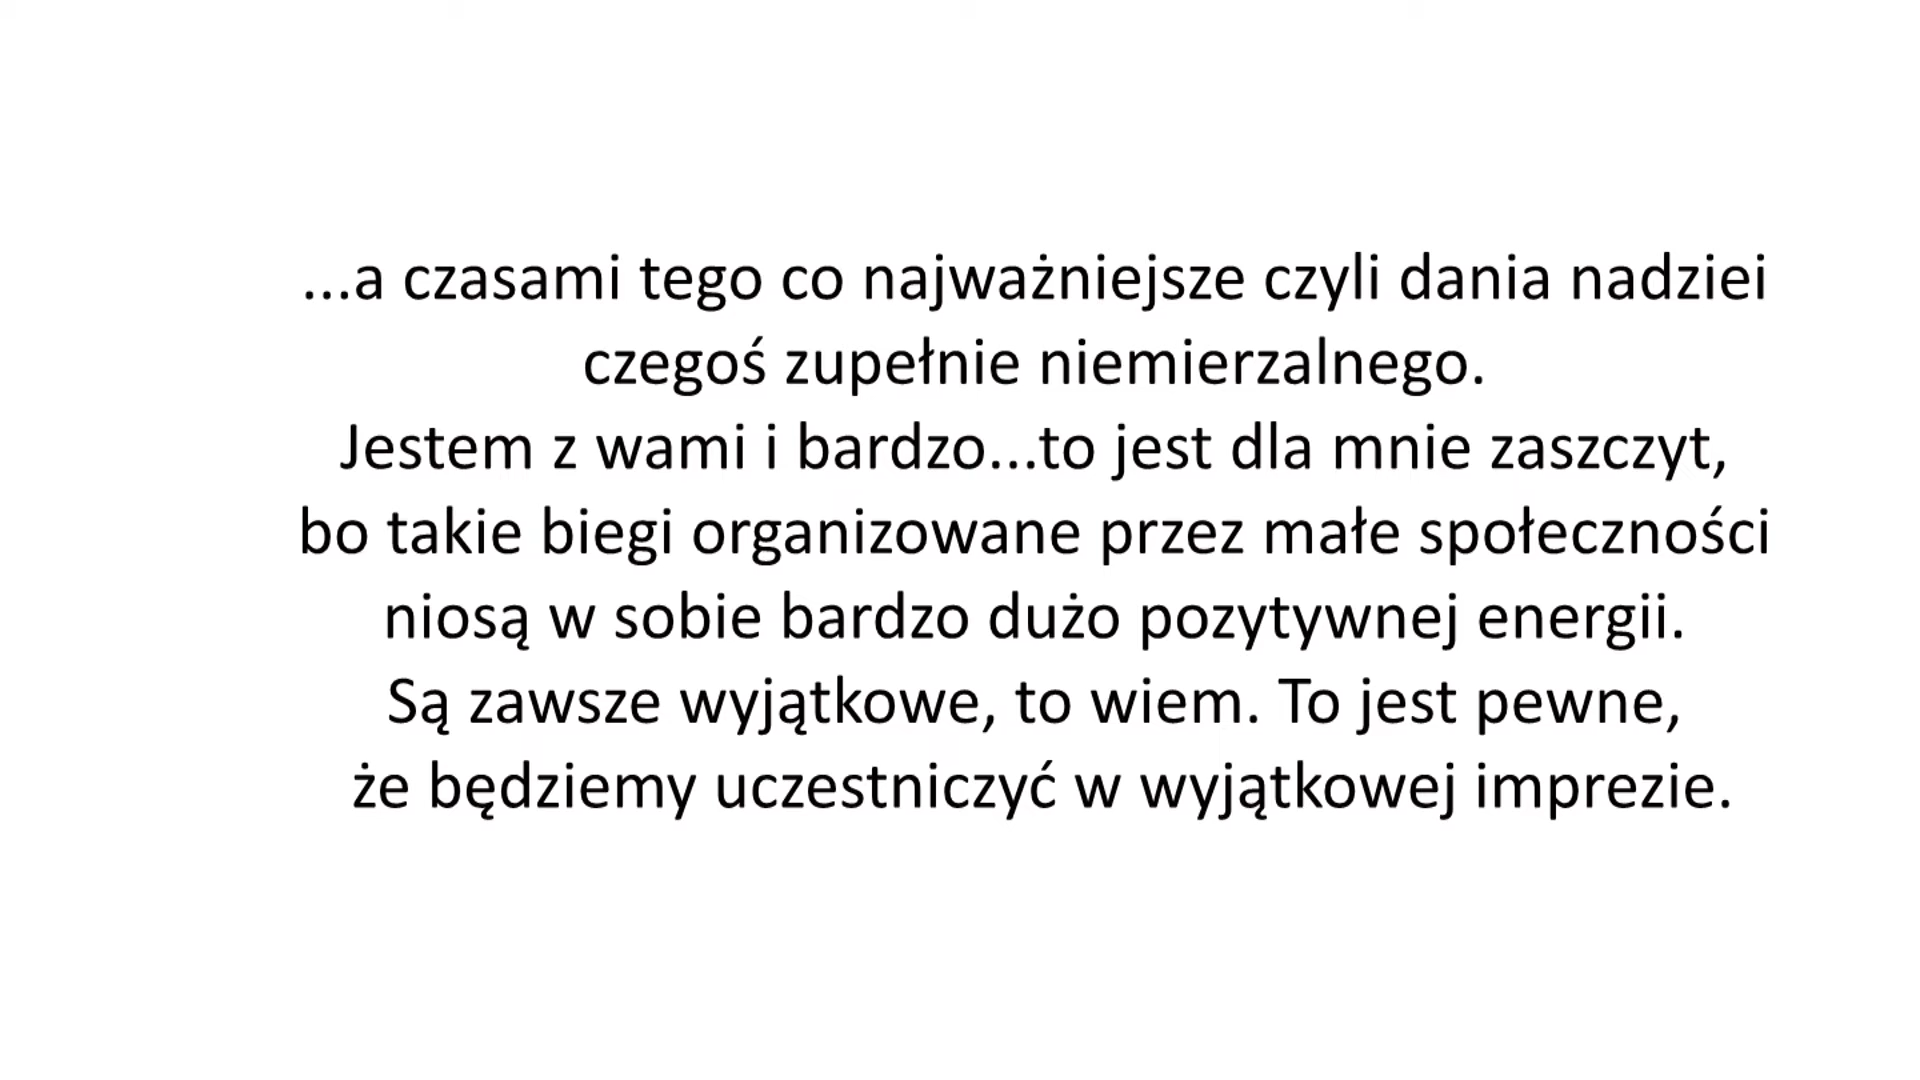 ...a czasami tego co najważniejsze czyli dania nadziei
czegoś zupełnie niemierzalnego.
Jestem z wami i bardzo...to jest dla mnie zaszczyt,
bo takie biegi organizowane przez małe społeczności
niosą w sobie bardzo dużo pozytywnej energii.
Są zawsze wyjątkowe, to wiem. To jest pewne,
że będziemy uczestniczyć w wyjątkowej imprezie.